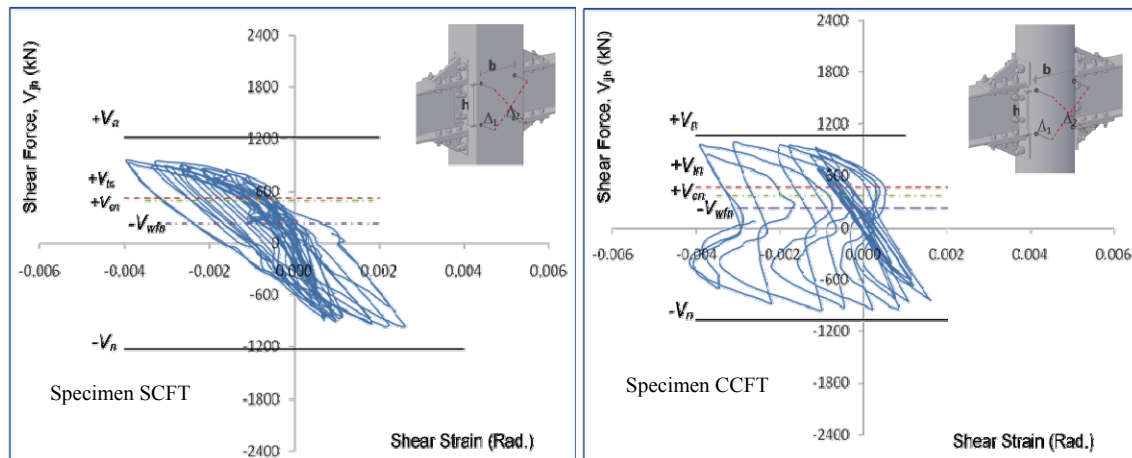 Shear Force, Vjh (kN)
2400
1800
1200
600
0
-600
-1200
-1800
-2400
-0.006
-0.004
-0.002
0.000
0.002
0.004
0.006
+Vcn
-Vwfn
-Vn
b
h
Specimen SCFT
Shear Strain (Rad.)
Shear Force, Vjh (kN)
2400
1800
1200
600
0
-600
-1200
-1800
-2400
-0.006
-0.004
-0.002
0.000
0.002
0.004
0.006
+Vn
+Vcn
-Vwfn
-Vn
b
h
Δ1
Δ2
Specimen CCFT
Shear Strain (Rad.)